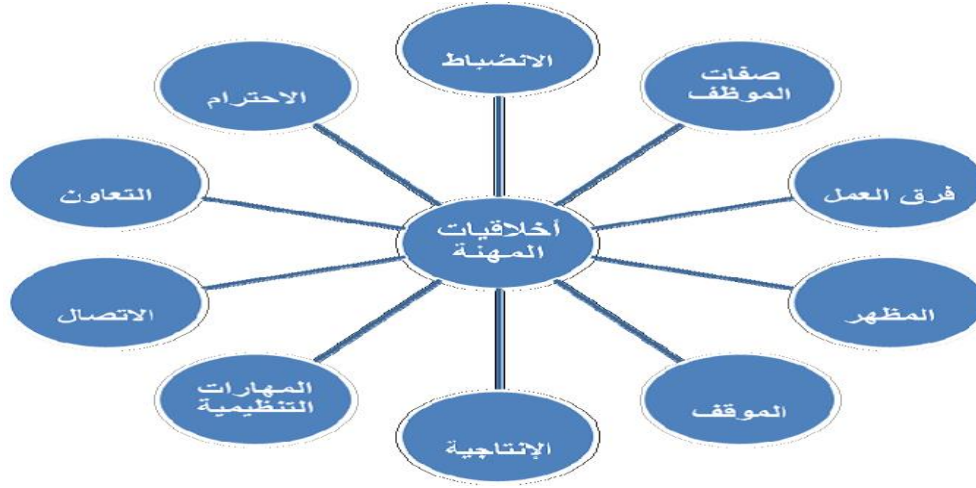 الانضباط
صفات
الموظف
فرق العمل
المظهر
الموقف
الإنتاجية
المهارات
التنظيمية
الاتصال
التعاون
الاحترام
أخلاقيات
المهنة